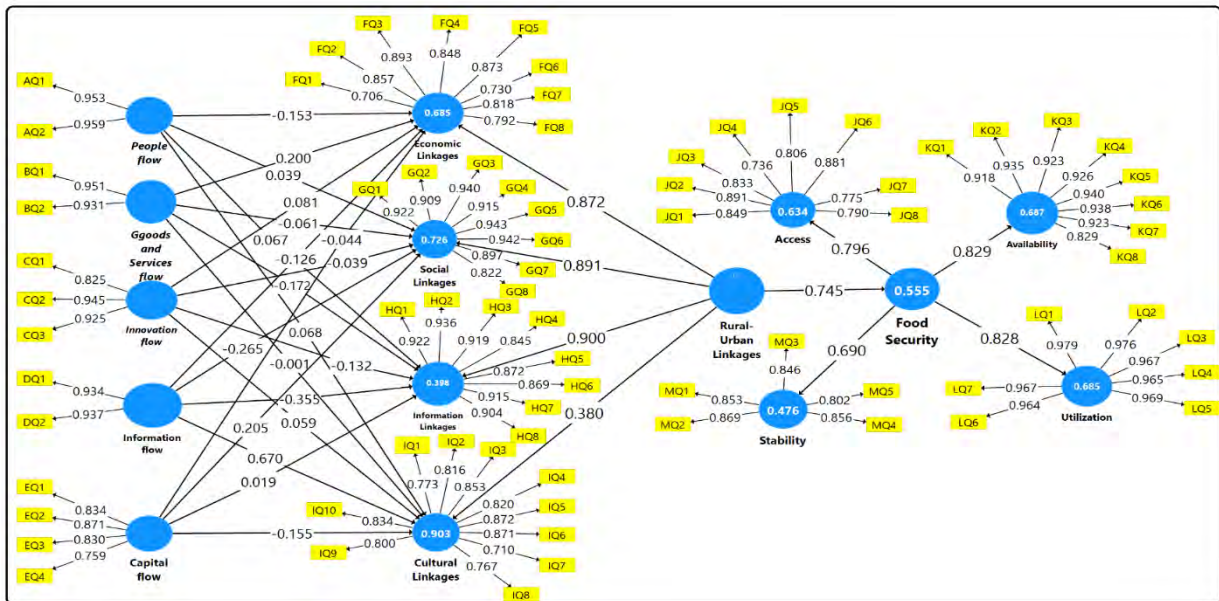 AQ1
0.953
0.959
AQ2
People
flow
BQ1
0.951
0.931
BQ2
Ggoods
and
Services
flow
CQ1
0.825
CQ2
0.945
0.925
CQ3
Innovation
flow
DQ1
0.934
0.937
DQ2
Information
flow
EQ1
0.834
EQ2
0.871
EQ3
0.830
0.759
EQ4
Capital
flow
-0.153
0.200
0.039
0.081
-0.061
0.067
-0.044
-0.126
0.039
-0.172
0.068
-0.265
-0.001
-0.132
-0.355
0.059
0.205
0.670
0.019
-0.155
FQ3
FQ4
FQ5
FQ2
0.893
0.848
0.873
FQ6
0.857
0.730
FQ1
0.706
0.818
FQ7
0.792
FQ8
0.685
Economic
Linkages
GQ3
GQ2
0.940
GQ4
GQ1
0.909
0.915
GQ5
0.922
0.943
0.942
GQ6
0.897
GQ7
0.822
GQ8
0.726
Social
Linkages
HQ2
HQ3
HQ1
0.936
HQ4
0.922
0.919
0.845
HQ5
0.872
0.869
HQ6
0.915
HQ7
0.904
HQ8
0.398
Information
Linkages
IQ1
IQ2
IQ3
0.816
0.773
0.853
IQ4
0.820
IQ5
0.872
IQ10
0.834
0.871
IQ6
0.800
0.710
IQ9
IQ7
0.767
IQ8
0.903
Cultural
Linkages
0.872
0.891
0.900
0.380
Rural-
Urban
Linkages
0.745
0.555
Food
Security
0.796
0.829
0.690
0.828
JQ5
JQ4
JQ6
JQ3
0.736
0.806
0.881
0.833
JQ2
0.891
0.775
JQ7
JQ1
0.849
0.790
JQ8
0.634
Access
KQ3
KQ2
KQ1
0.923
KQ4
0.935
0.926
0.918
KQ5
0.940
0.938
KQ6
0.923
KQ7
0.829
KQ8
0.687
Availability
MQ3
0.846
MQ1
0.853
0.802
MQ5
MQ2
0.869
0.856
MQ4
0.476
Stability
LQ1
LQ2
0.979
0.976
LQ3
0.967
LQ7
0.967
0.965
LQ4
0.964
0.969
LQ6
LQ5
0.685
Utilization